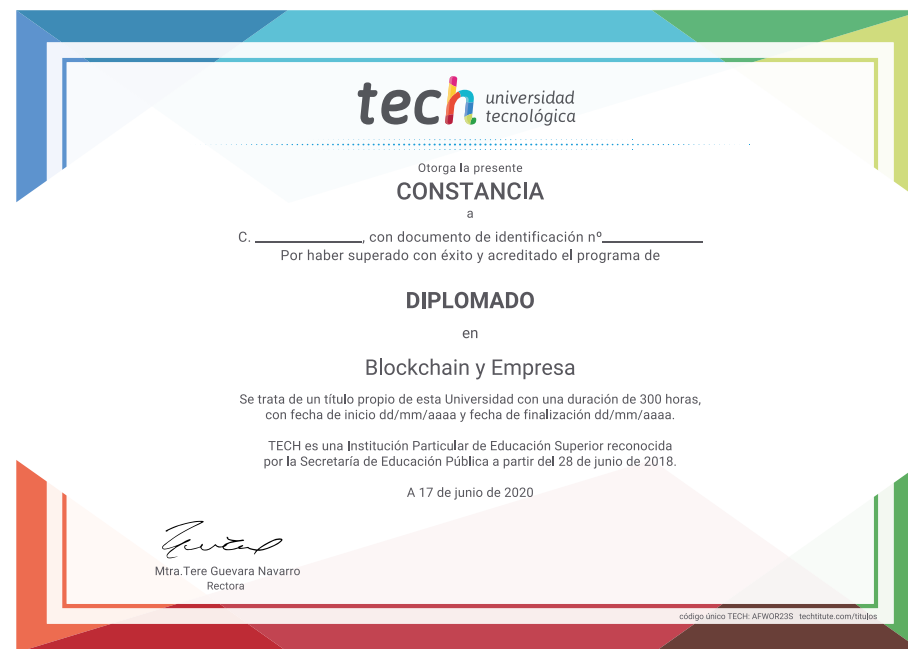 tech universidad
tecnológica
Otorga la presente
CONSTANCIA
a
C. ____________, con documento de identificación nº____________
Por haber superado con éxito y acreditado el programa de
DIPLOMADO
en
Blockchain y Empresa
Se trata de un título propio de esta Universidad con una duración de 300 horas,
con fecha de inicio dd/mm/aaaa y fecha de finalización dd/mm/aaaa.
TECH es una Institución Particular de Educación Superior reconocida
por la Secretaría de Educación Pública a partir del 28 de junio de 2018.
A 17 de junio de 2020
Mtra.Tere Guevara Navarro
Rectora
código único TECH: AFWOR23S techtitute.com/titulos